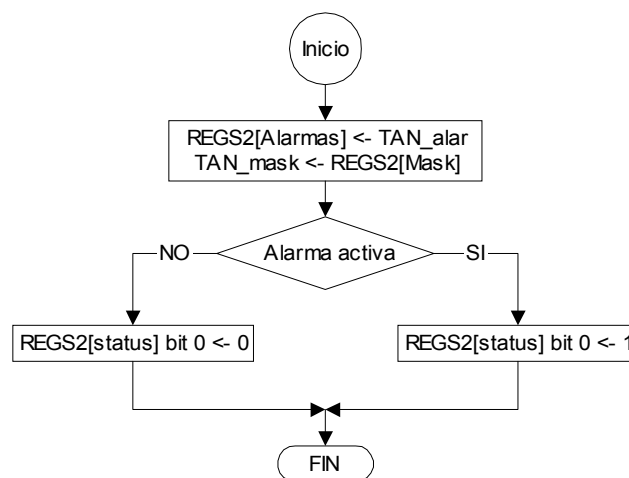 Inicio
REGS2[Alarmas] <- TAN_alar
TAN_mask <- REGS2[Mask]
NO
Alarma activa
SI
REGS2[status] bit 0 <- 0
REGS2[status] bit 0 <- 1
FIN